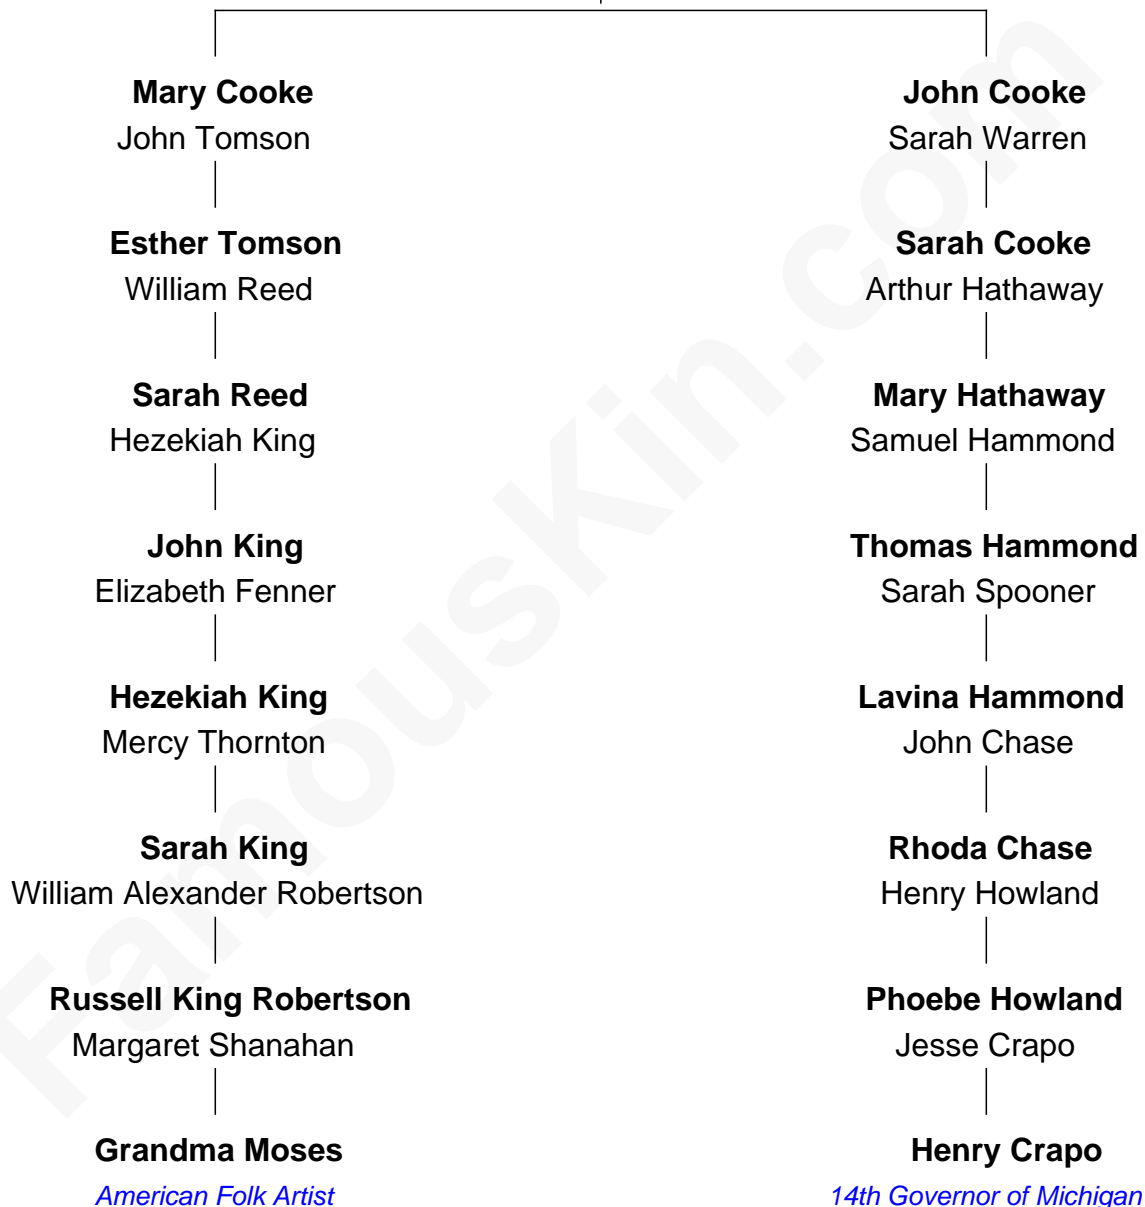 Mary Cooke
John Tomson
John Cooke
Sarah Warren
Esther Tomson
William Reed
Sarah Cooke
Arthur Hathaway
Sarah Reed
Hezekiah King
Mary Hathaway
Samuel Hammond
John King
Elizabeth Fenner
Thomas Hammond
Sarah Spooner
Hezekiah King
Mercy Thornton
Lavina Hammond
John Chase
Sarah King
William Alexander Robertson
Rhoda Chase
Henry Howland
Russell King Robertson
Margaret Shanahan
Phoebe Howland
Jesse Crapo
Grandma Moses
American Folk Artist
Henry Crapo
14th Governor of Michigan
FamousKin.com